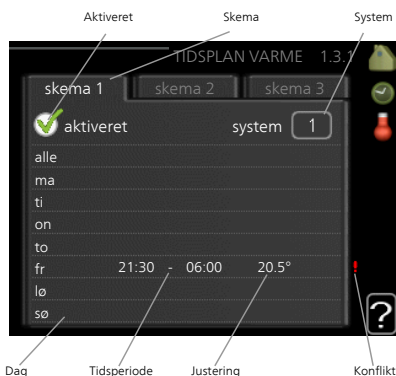 Aktiveret Skema System
TIDSPLAN VARME 1.3.1
skema 1 skema 2 skema 3
aktiveret system 1
alle
ma
ti
on
to
fr 21:30 - 06:00 20.5° !
lø
sø
?
Dag Tidsperiode Justering Konflikt